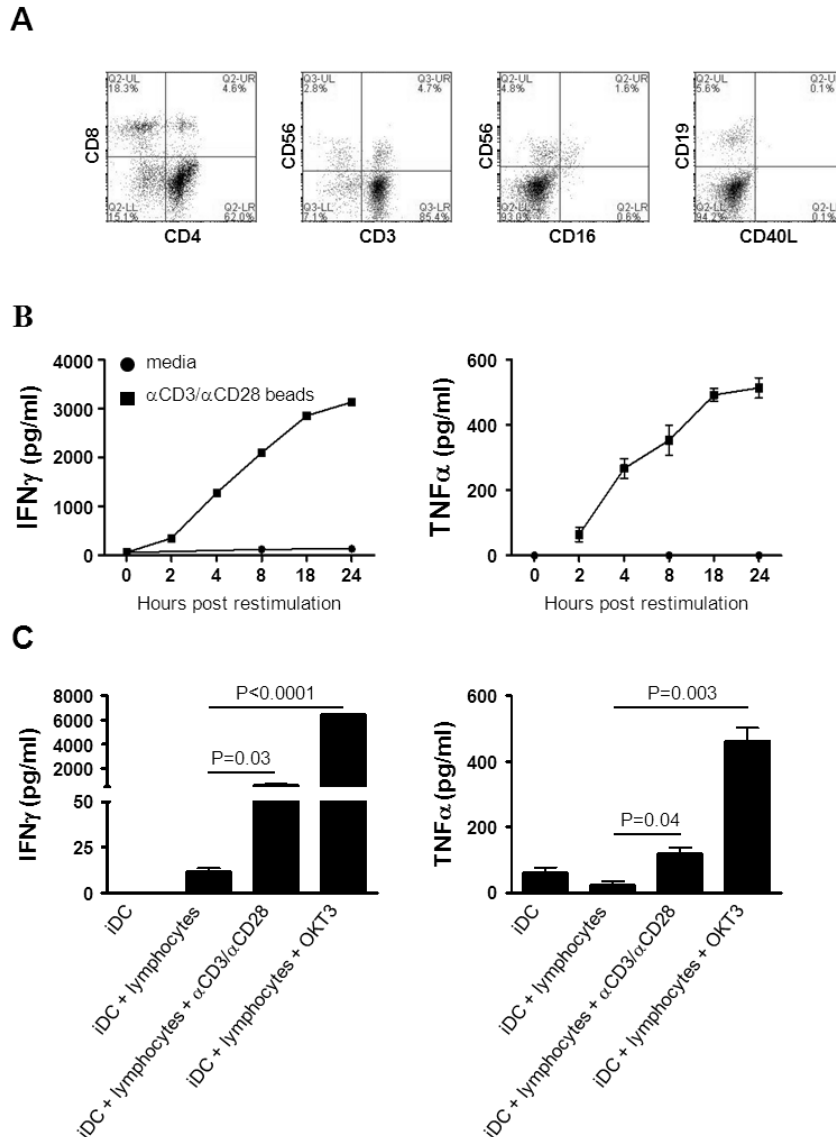 A
Q2-UL
18.3%
Q2-UR
4.6%
CD8
Q2-LL
15.1%
Q2-LR
62.0%
CD4
Q3-UL
2.8%
Q3-UR
4.7%
CD56
Q3-LL
7.1%
Q3-LR
85.4%
CD3
Q2-UL
4.8%
Q2-U
1.6%
CD56
Q2-LL
93.0%
Q2-L
0.6%
CD16
Q2-UL
5.6%
Q2-U
0.1%
CD19
Q2-LL
94.2%
Q2-L
0.1%
CD40L
B
IFNγ (pg/ml)
4000
3000
2000
1000
0
media
αCD3/αCD28 beads
0 2 4 8 18 24
Hours post restimulation
TNFα (pg/ml)
600
400
200
0
0 2 4 8 18 24
Hours post restimulation
C
IFNγ (pg/ml)
8000
6000
4000
2000
50
25
0
P<0.0001
P=0.03
iDC
iDC + lymphocytes
iDC + lymphocytes + αCD3/αCD28
iDC + lymphocytes + OKT3
TNFα (pg/ml)
600
400
200
0
P=0.003
P=0.04
iDC
iDC + lymphocytes
iDC + lymphocytes + αCD3/αCD28
iDC + lymphocytes + OKT3